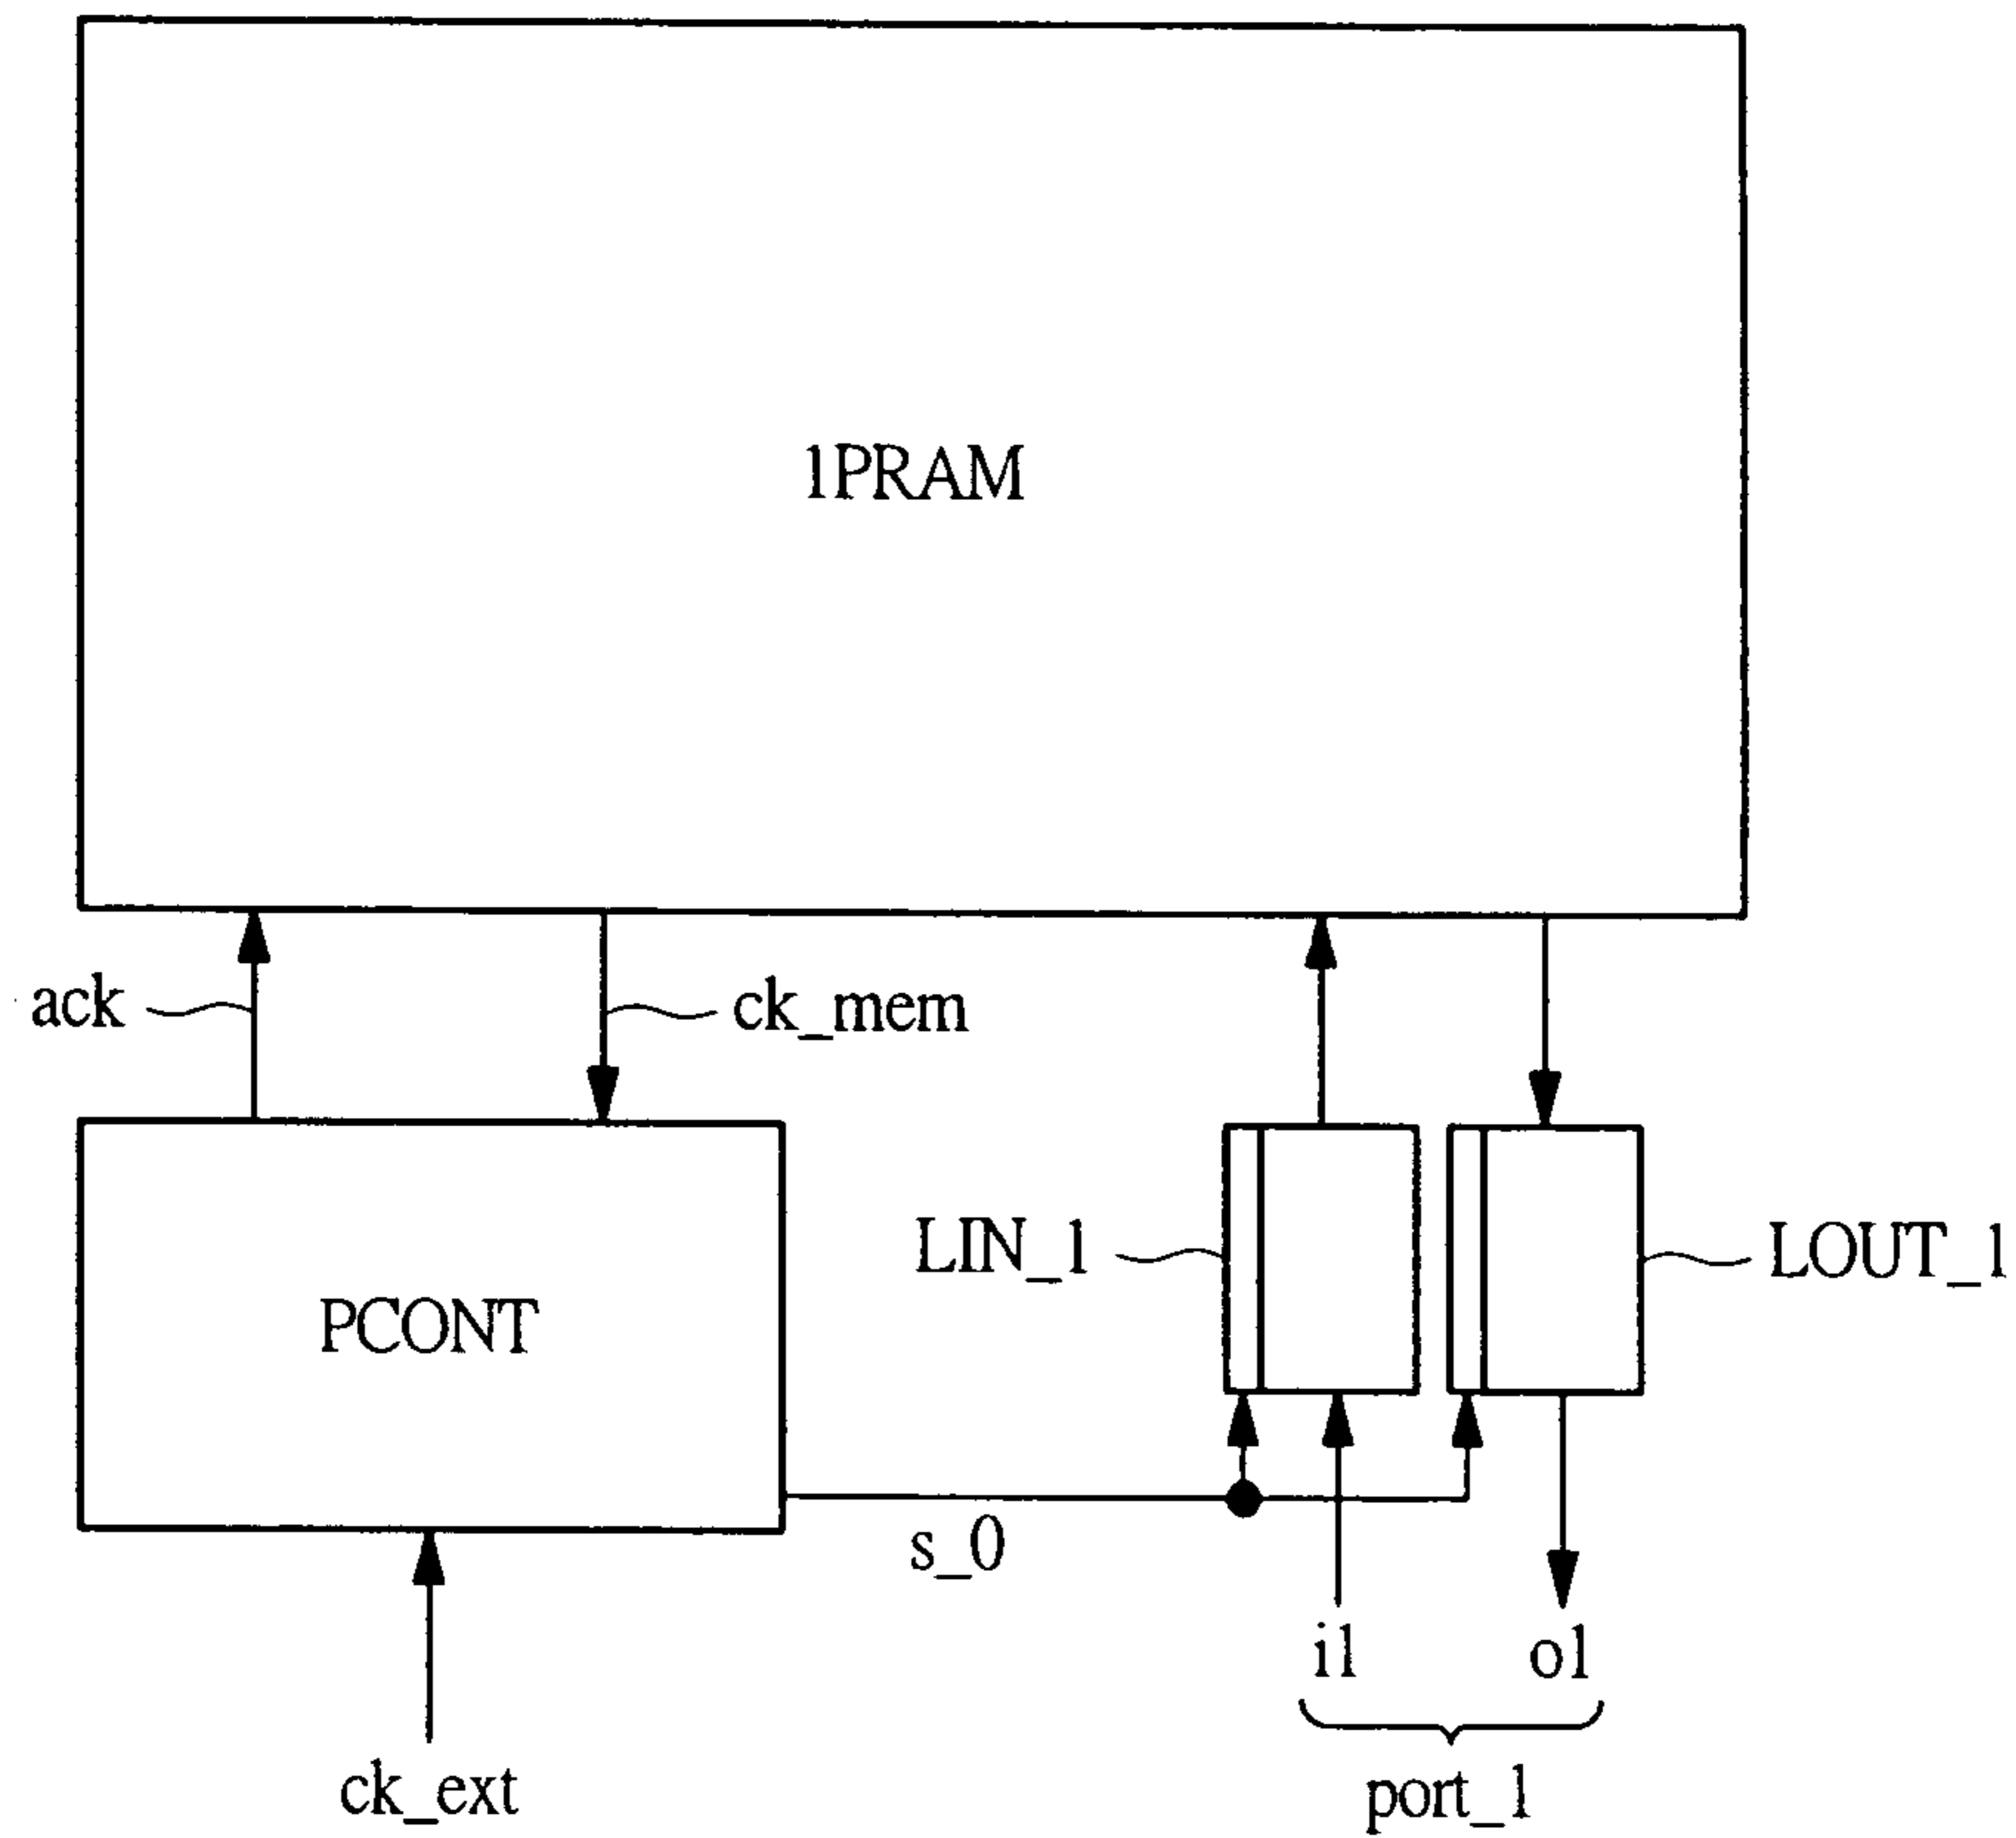 1PRAM
ack
ck_mem
LIN_1
LOUT_1
PCONT
s_0
i1
o1
ck_ext
port_1